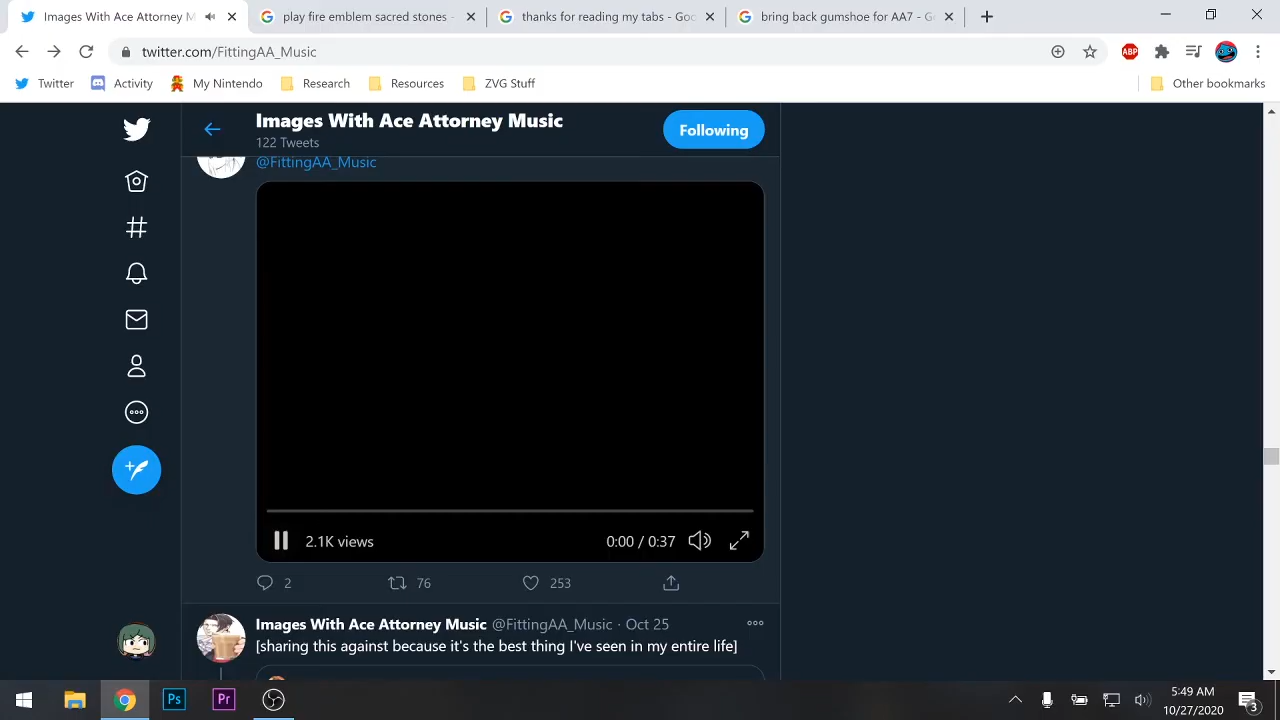 Images With Ace Attorney M
play fire emblem sacred stones -
thanks for reading my tabs - Goo
bring back gumshoe for AA7 - Go
twitter.com/FittingAA_Music
ABP
Twitter
Activity
My Nintendo
Research
Resources
ZVG Stuff
Other bookmarks
Images With Ace Attorney Music
122 Tweets
Following
@FittingAA_Music
2.1K views
0:00 / 0:37
2
76
253
Images With Ace Attorney Music @FittingAA_Music · Oct 25
[sharing this against because it's the best thing I've seen in my entire life]
Ps
Pr
5:49 AM
10/27/2020
3